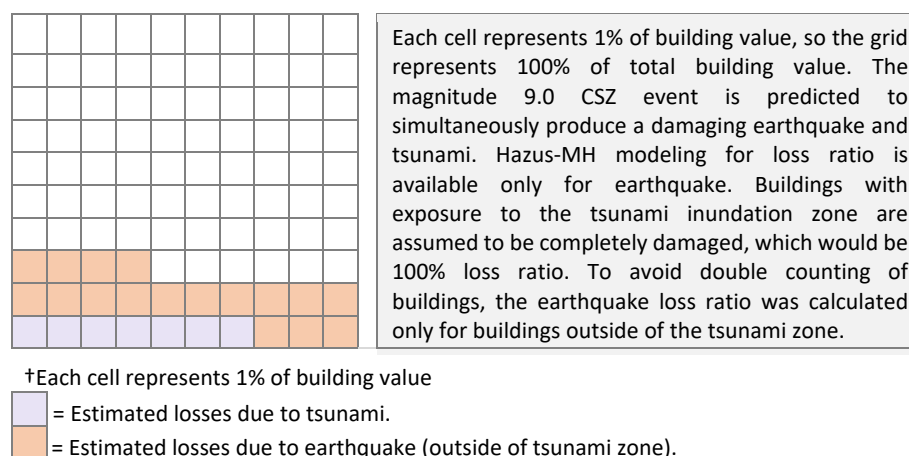 Each cell represents 1% of building value, so the grid
represents 100% of total building value. The
magnitude 9.0 CSZ event is predicted to
simultaneously produce a damaging earthquake and
tsunami. Hazus-MH modeling for loss ratio is
available only for earthquake. Buildings with
exposure to the tsunami inundation zone are
assumed to be completely damaged, which would be
100% loss ratio. To avoid double counting of
buildings, the earthquake loss ratio was calculated
only for buildings outside of the tsunami zone.
†Each cell represents 1% of building value
= Estimated losses due to tsunami.
= Estimated losses due to earthquake (outside of tsunami zone).